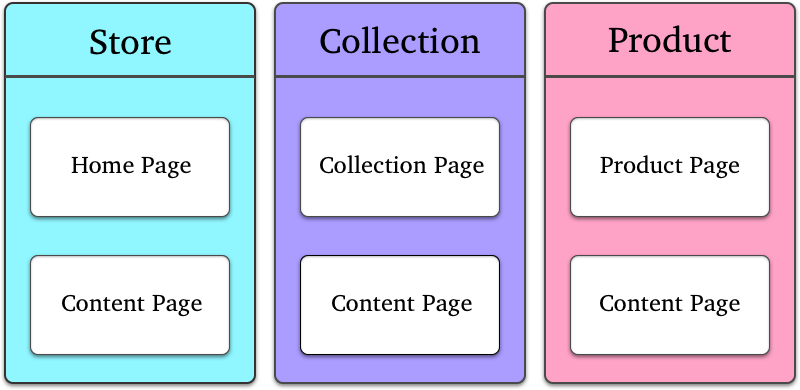 Store
Home Page
Content Page
Collection
Collection Page
Content Page
Product
Product Page
Content Page